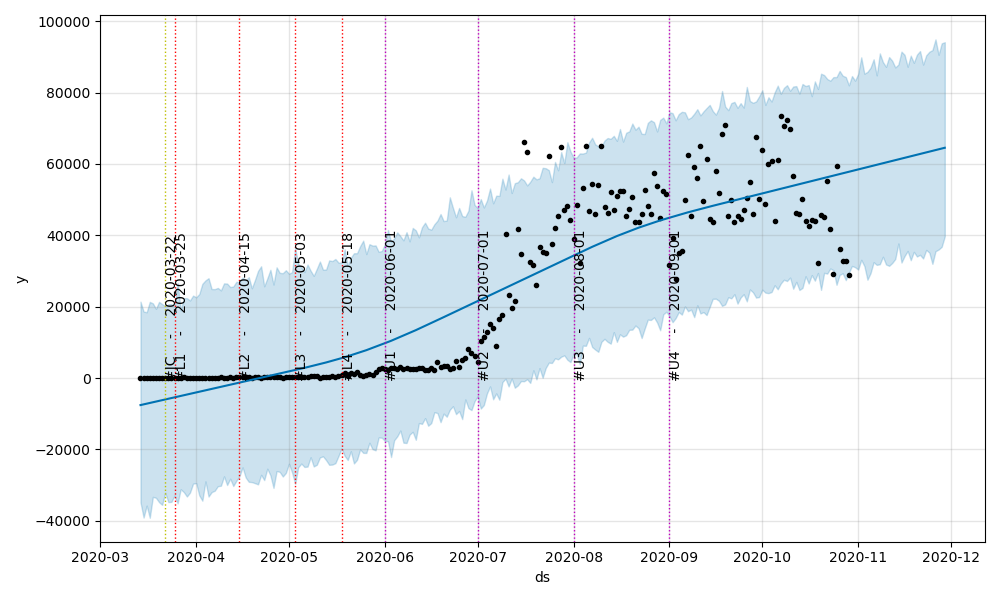 100000
80000
60000
40000
20000
0
−20000
−40000
y
#JC - 2020-03-22
#L1 - 2020-03-25
#L2 - 2020-04-15
#L3 - 2020-05-03
#L4 - 2020-05-18
#U1 - 2020-06-01
#U2 - 2020-07-01
#U3 - 2020-08-01
#U4 - 2020-09-01
2020-03 2020-04 2020-05 2020-06 2020-07 2020-08 2020-09 2020-10 2020-11 2020-12
ds